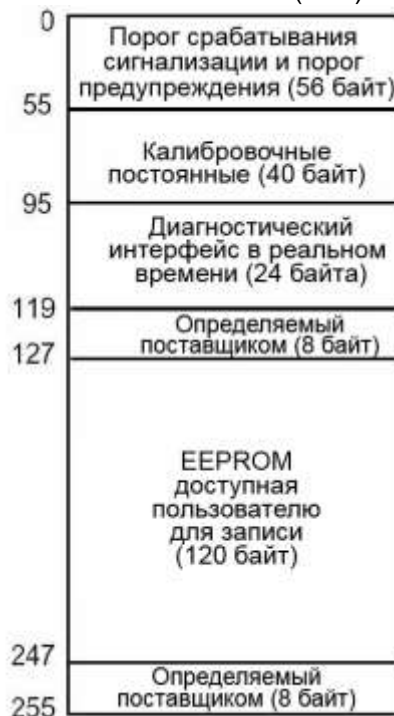 0
Порог срабатывания
сигнализации и порог
предупреждения (56 байт)
55
Калибровочные
постоянные (40 байт)
95
Диагностический
интерфейс в реальном
времени (24 байта)
119
Определяемый
поставщиком (8 байт)
127
EEPROM
доступная
пользователю
для записи
(120 байт)
247
Определяемый
поставщиком (8 байт)
255